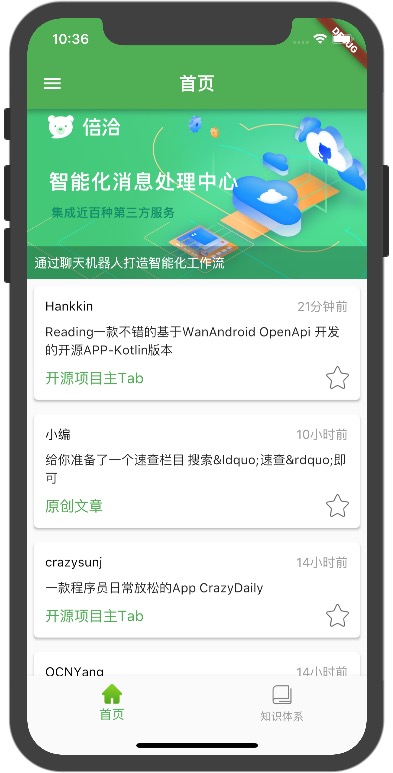 10:36
DEBUG
首页
倍洽
智能化消息处理中心
集成近百种第三方服务
通过聊天机器人打造智能化工作流
Hankkin 21分钟前
Reading一款不错的基于WanAndroid OpenApi 开发
的开源APP-Kotlin版本
开源项目主Tab
小编 10小时前
给你准备了一个速查栏目 搜索&ldquo;速查&rdquo;即
可
原创文章
crazysunj 14小时前
一款程序员日常放松的App CrazyDaily
开源项目主Tab
OCNYang 14小时前
首页
知识体系